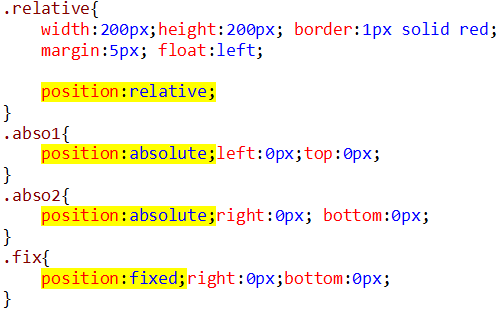 .relative{
width:200px;height:200px; border:1px solid red;
margin:5px; float:left;
position:relative;
}
.abso1{
position:absolute;left:0px;top:0px;
}
.abso2{
position:absolute;right:0px; bottom:0px;
}
.fix{
position:fixed;right:0px;bottom:0px;
}